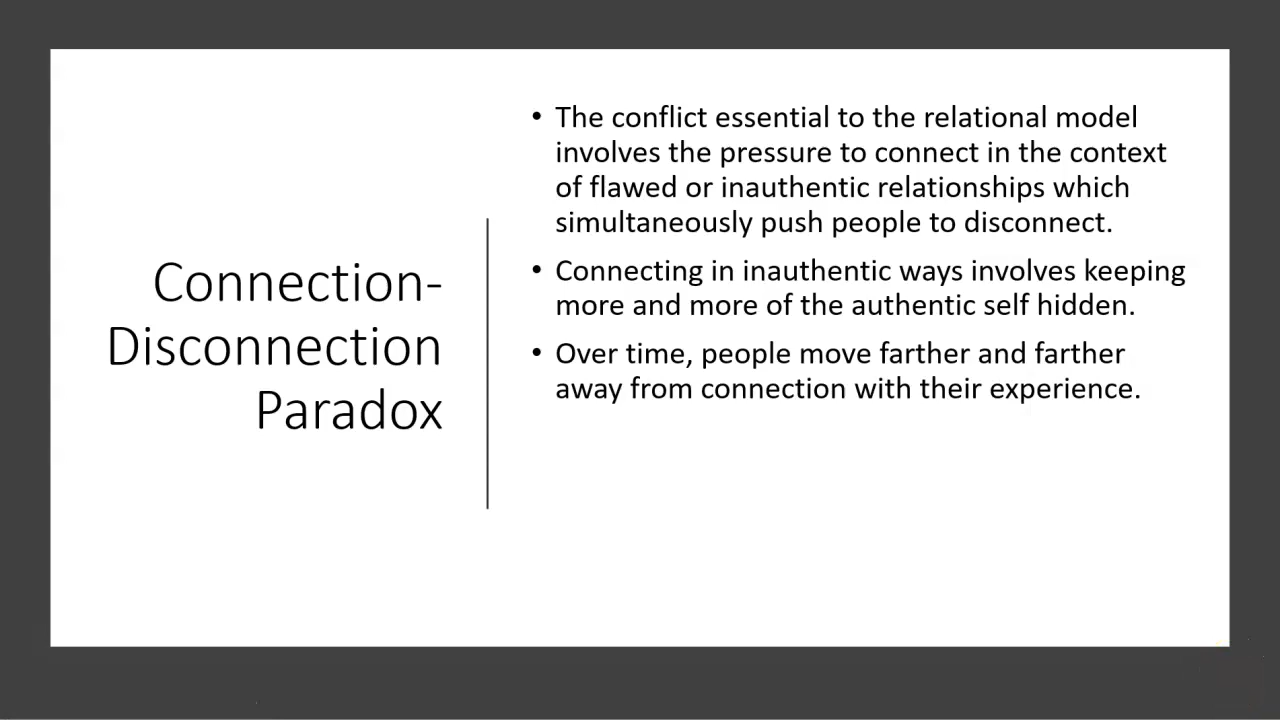 Connection-
Disconnection
Paradox
• The conflict essential to the relational model
involves the pressure to connect in the context
of flawed or inauthentic relationships which
simultaneously push people to disconnect.
• Connecting in inauthentic ways involves keeping
more and more of the authentic self hidden.
• Over time, people move farther and farther
away from connection with their experience.